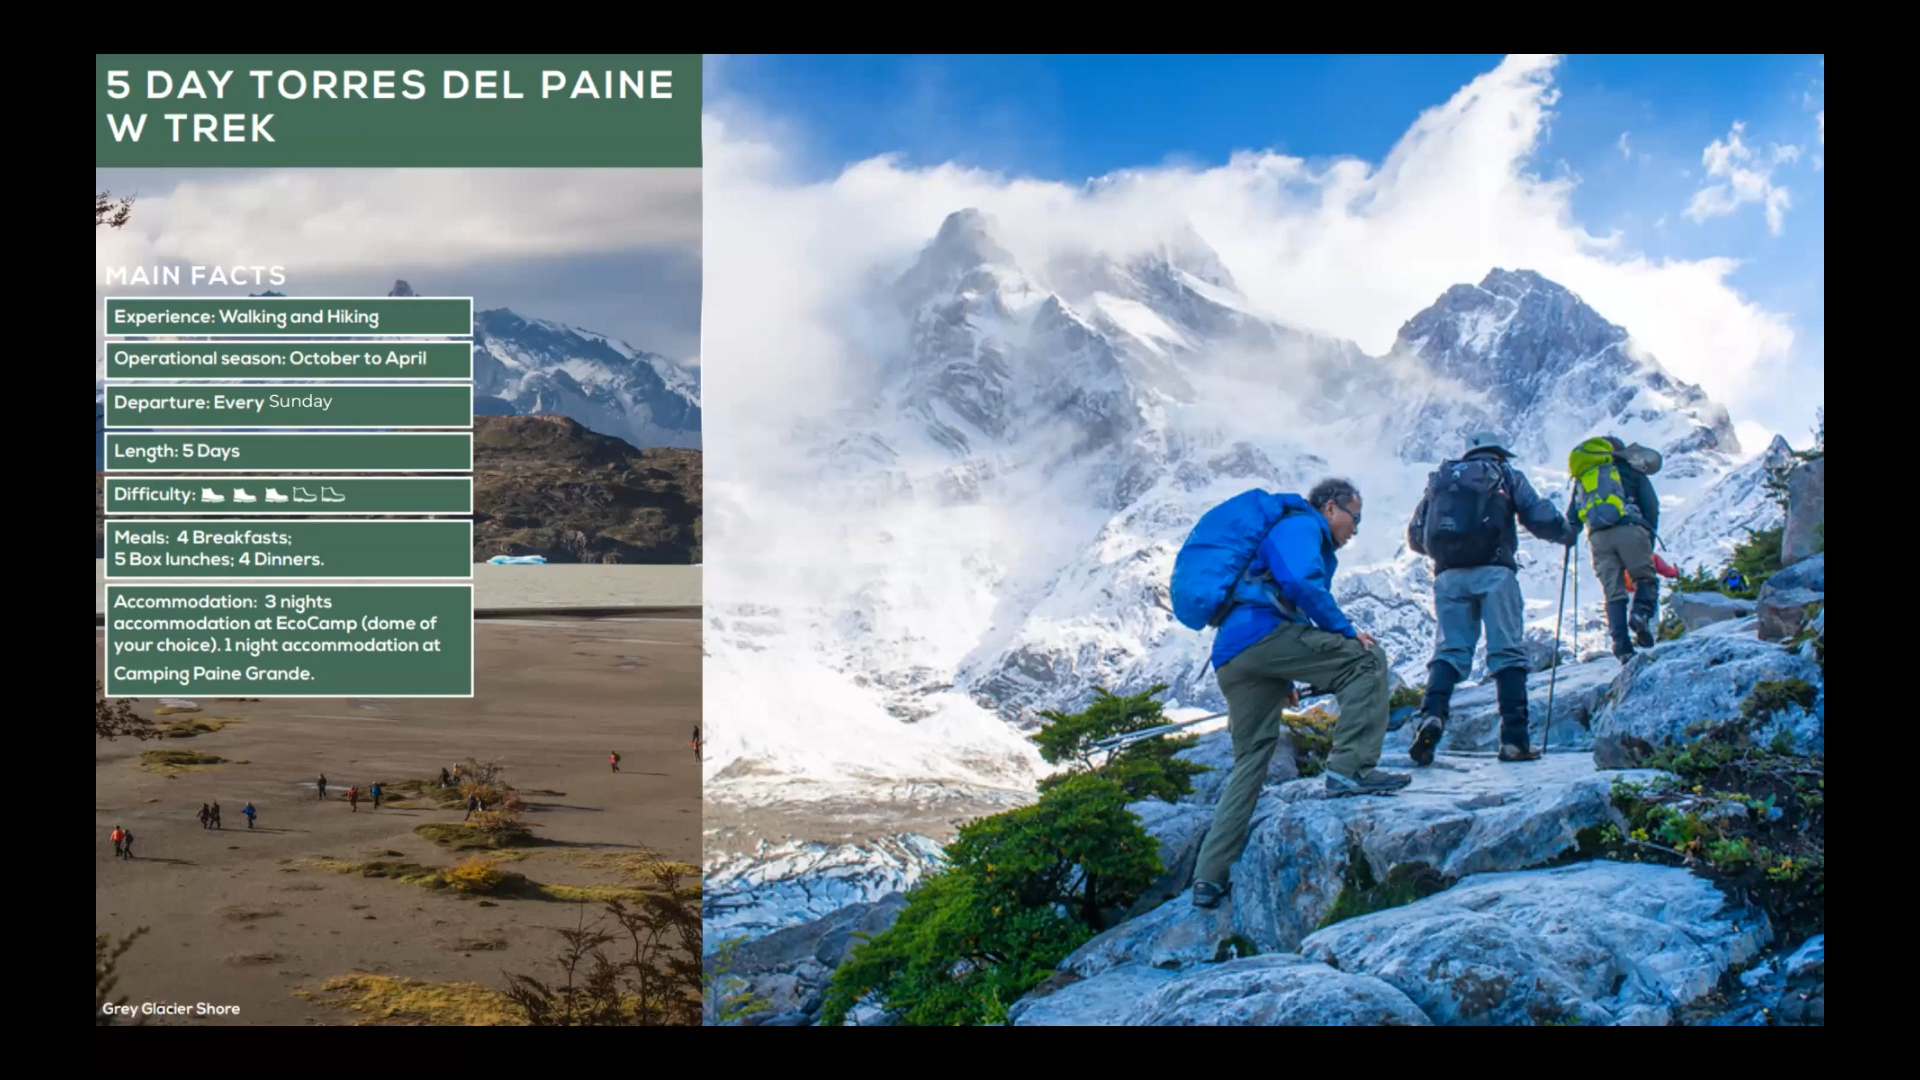 5 DAY TORRES DEL PAINE
W TREK
MAIN FACTS
Experience: Walking and Hiking
Operational season: October to April
Departure: Every Sunday
Length: 5 Days
Difficulty:
Meals: 4 Breakfasts;
5 Box lunches; 4 Dinners.
Accommodation: 3 nights
accommodation at EcoCamp (dome of
your choice). 1 night accommodation at
Camping Paine Grande.
Grey Glacier Shore